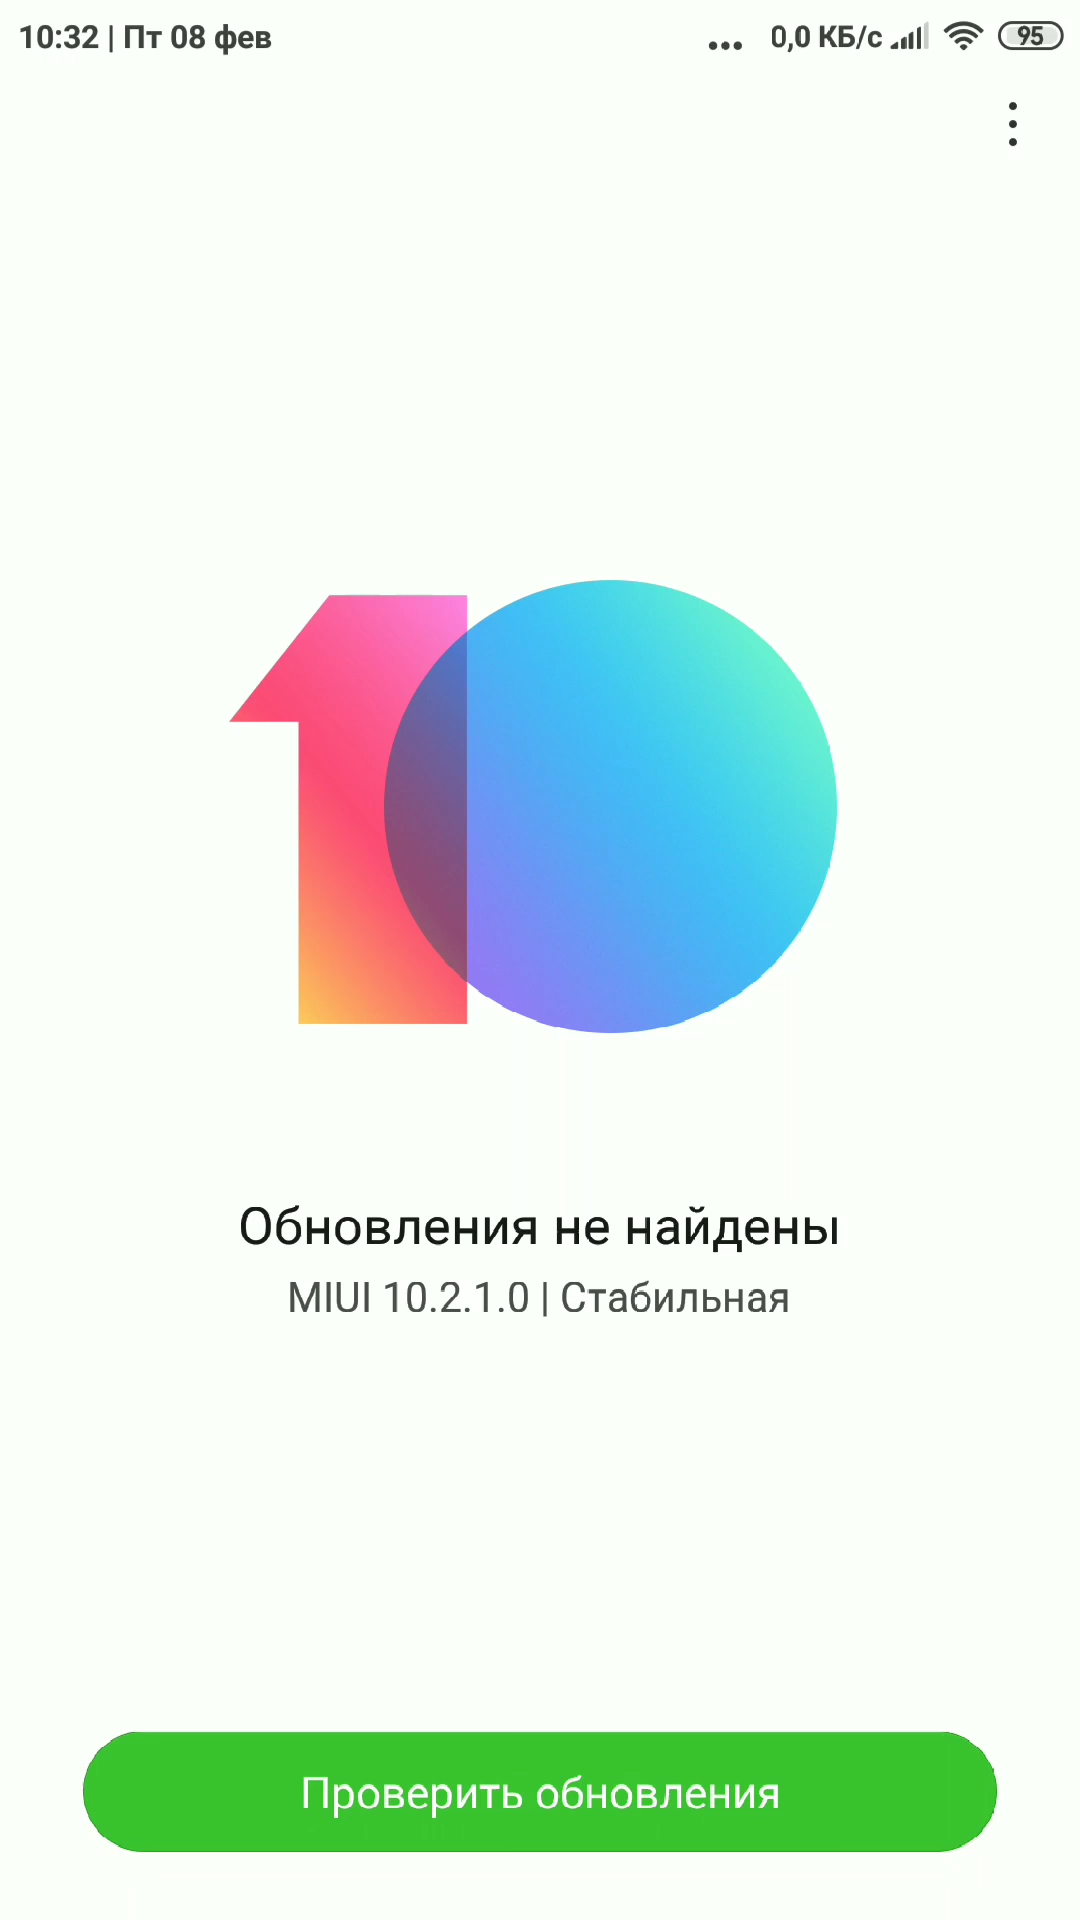 10:32 | Пт 08 фев
... 0,0 КБ/с 95
10
Обновления не найдены
MIUI 10.2.1.0 | Стабильная
Проверить обновления